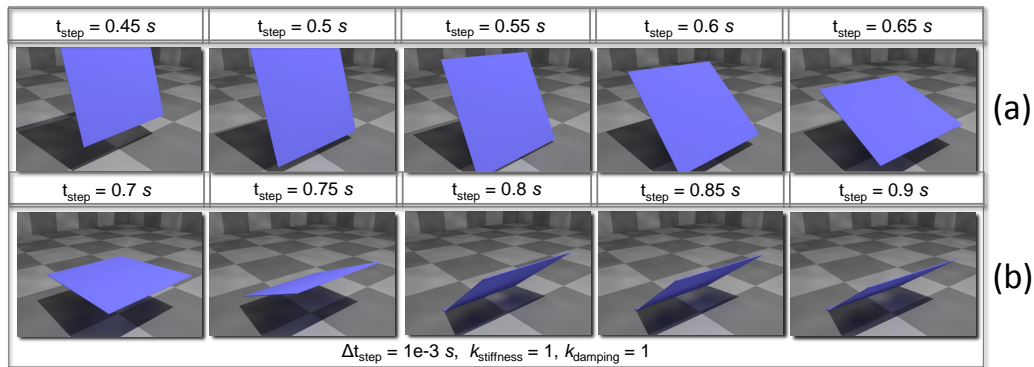 t_step = 0.45 s t_step = 0.5 s t_step = 0.55 s t_step = 0.6 s t_step = 0.65 s
(a)
t_step = 0.7 s t_step = 0.75 s t_step = 0.8 s t_step = 0.85 s t_step = 0.9 s
(b)
Δt_step = 1e-3 s, k_stiffness = 1, k_damping = 1